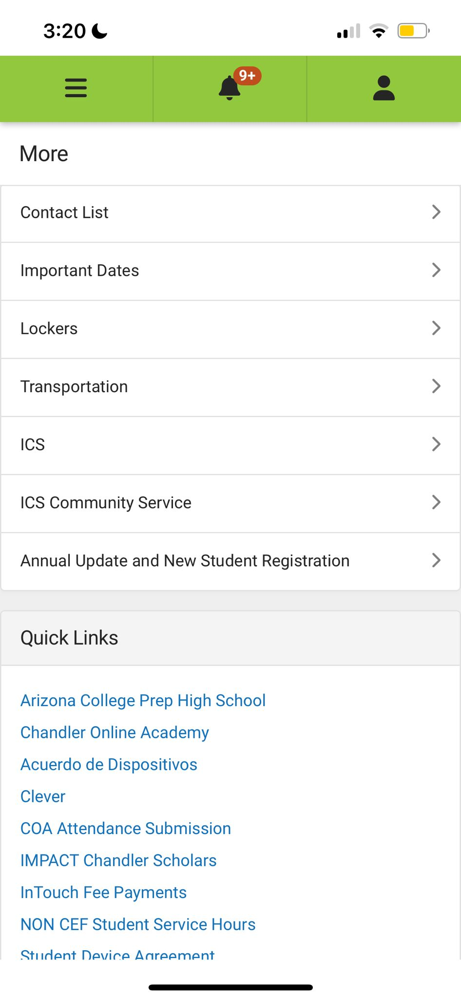 3:20
9+
More
Contact List
Important Dates
Lockers
Transportation
ICS
ICS Community Service
Annual Update and New Student Registration
Quick Links
Arizona College Prep High School
Chandler Online Academy
Acuerdo de Dispositivos
Clever
COA Attendance Submission
IMPACT Chandler Scholars
InTouch Fee Payments
NON CEF Student Service Hours
Student Device Agreement